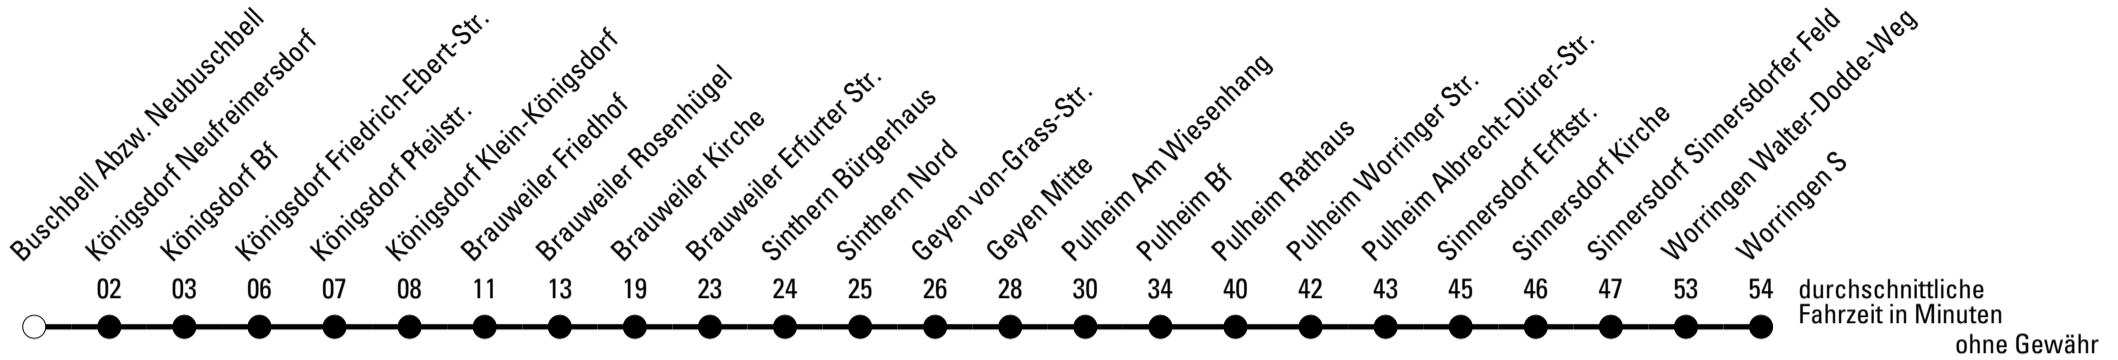 Buschbell Abzw. Neubuschbell
Königsdorf Neufreimersdorf
Königsdorf Bf
Königsdorf Friedrich-Ebert-Str.
Königsdorf Pfeilstr.
Königsdorf Klein-Königsdorf
Brauweiler Friedhof
Brauweiler Rosenhügel
Brauweiler Kirche
Brauweiler Erfurter Str.
Sinthern Bürgerhaus
Sinthern Nord
Geyen von-Grass-Str.
Geyen Mitte
Pulheim Am Wiesenhang
Pulheim Bf
Pulheim Rathaus
Pulheim Worringer Str.
Pulheim Albrecht-Dürer-Str.
Sinnersdorf Erftstr.
Sinnersdorf Kirche
Sinnersdorf Sinnersdorfer Feld
Worringen Walter-Dodde-Weg
Worringen S
02 03 06 07 08 11 13 19 23 24 25 26 28 30 34 40 42 43 45 46 47 53 54
durchschnittliche
Fahrzeit in Minuten
ohne Gewähr